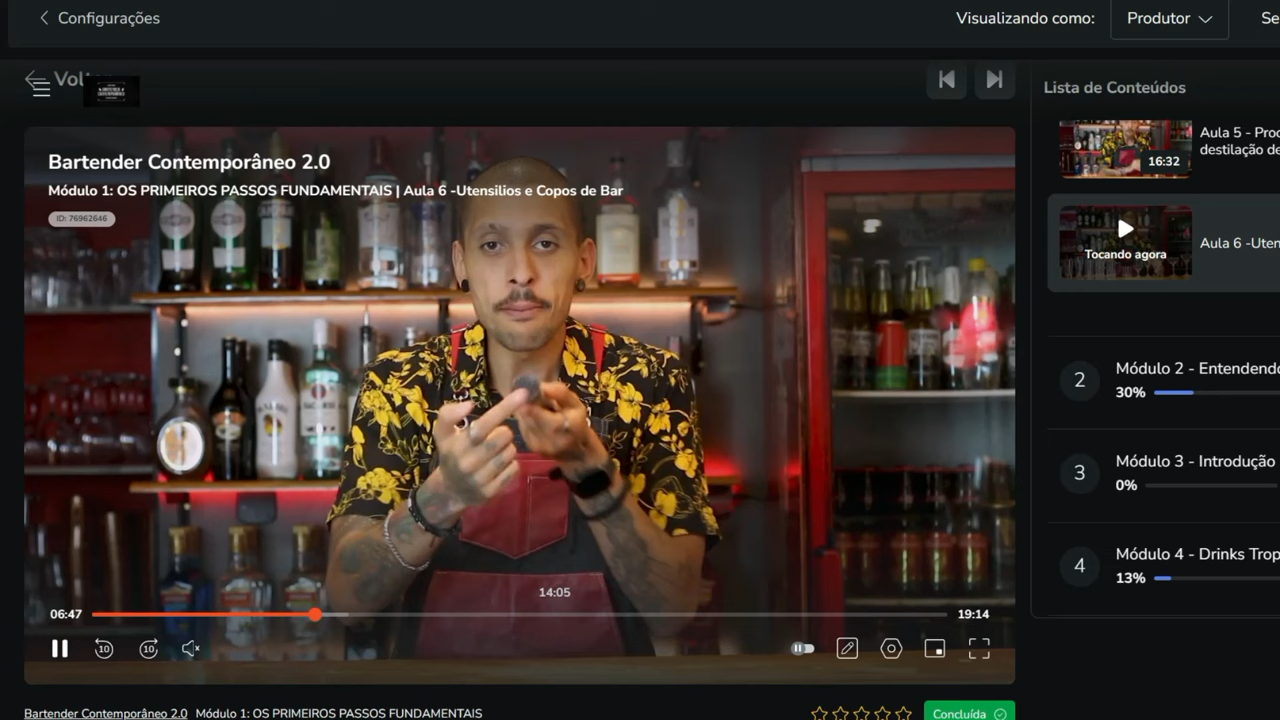 Configurações
Visualizando como:
Produtor
Se
Vol
Lista de Conteúdos
Bartender Contemporâneo 2.0
Módulo 1: OS PRIMEIROS PASSOS FUNDAMENTAIS | Aula 6 -Utensilios e Copos de Bar
ID: 76962646
16:32
Aula 5 - Proc
destilação de
Tocando agora
Aula 6 -Uten
2
Módulo 2 - Entendendo
30%
3
Módulo 3 - Introdução
0%
4
Módulo 4 - Drinks Trop
13%
14:05
06:47
19:14
10
10
Bartender Contemporâneo 2.0 Módulo 1: OS PRIMEIROS PASSOS FUNDAMENTAIS
Concluída